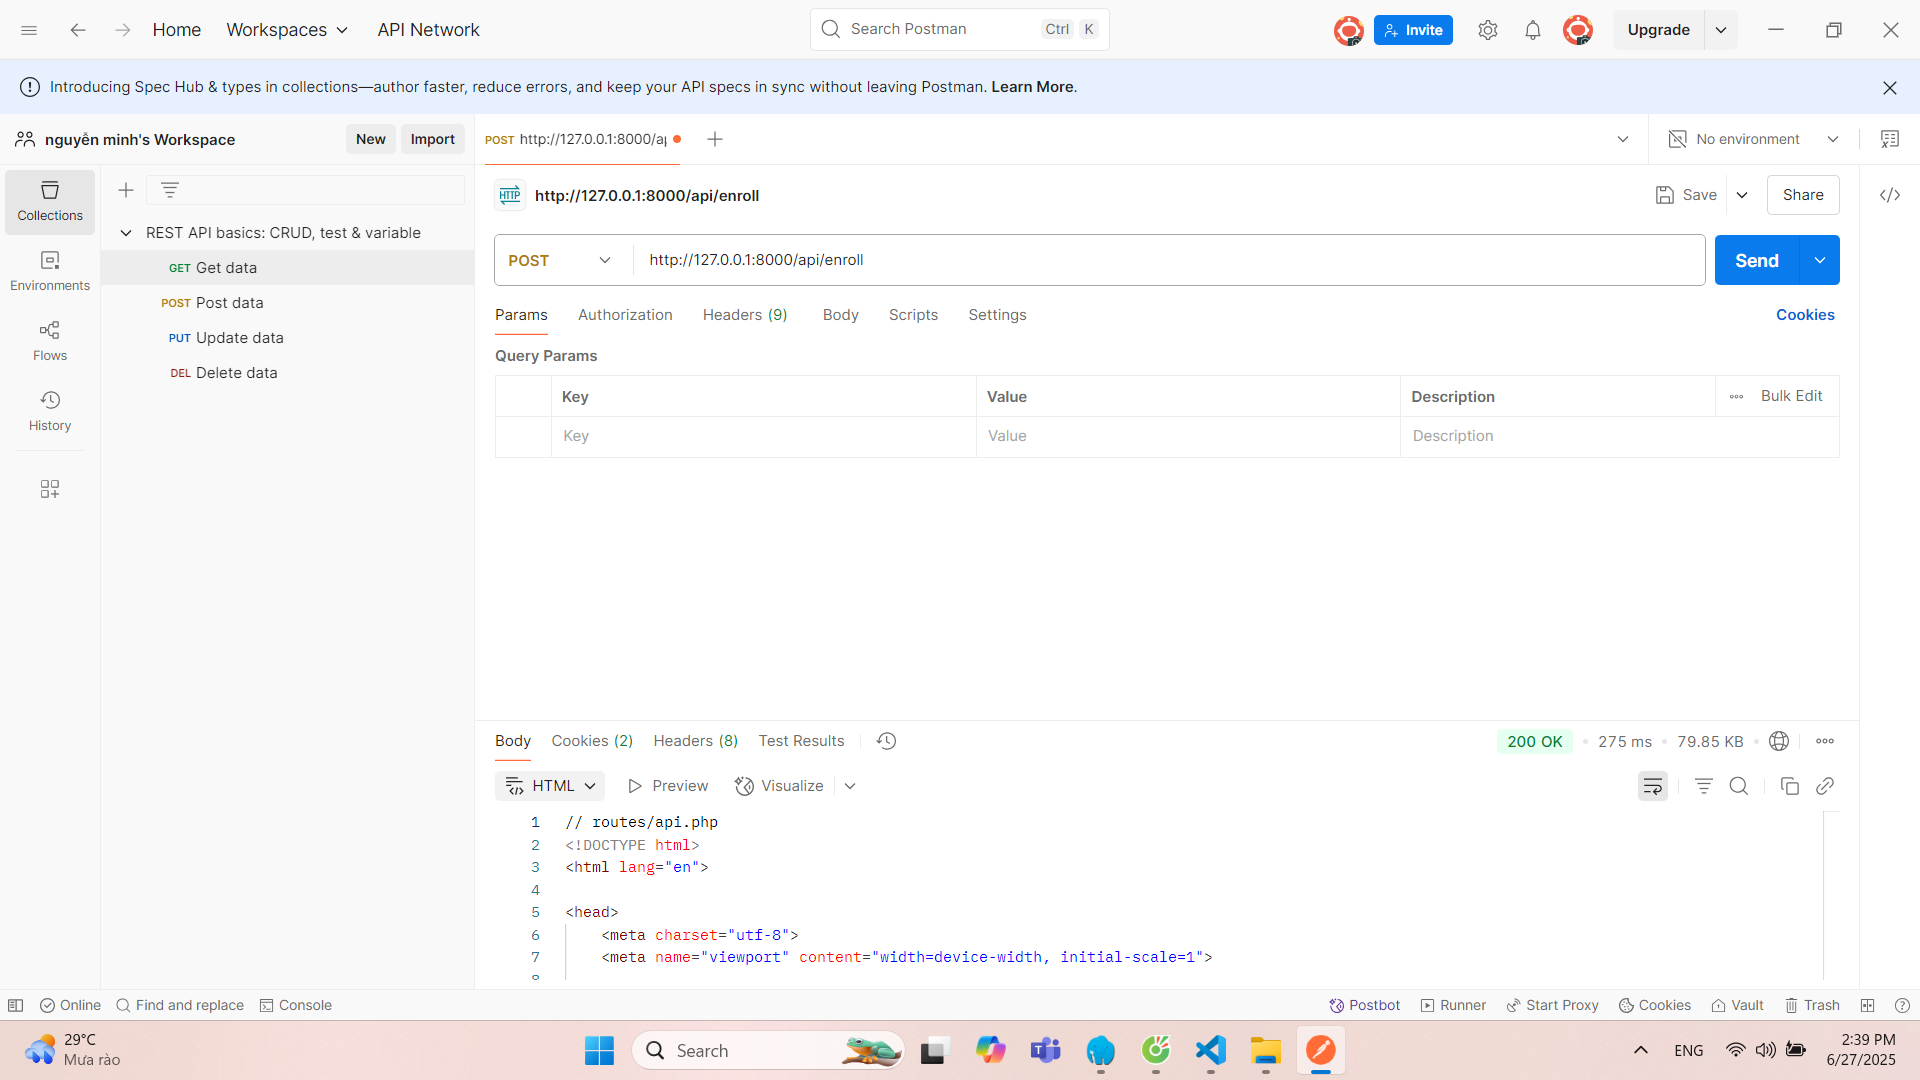 Home
Workspaces
API Network
Search Postman
Ctrl
K
Invite
Upgrade
Introducing Spec Hub & types in collections—author faster, reduce errors, and keep your API specs in sync without leaving Postman. Learn More.
nguyễn minh's Workspace
New
Import
POST http://127.0.0.1:8000/ap
No environment
Collections
Environments
Flows
History
REST API basics: CRUD, test & variable
GET Get data
POST Post data
PUT Update data
DEL Delete data
HTTP
http://127.0.0.1:8000/api/enroll
Save
Share
POST
http://127.0.0.1:8000/api/enroll
Send
Params
Authorization
Headers (9)
Body
Scripts
Settings
Cookies
Query Params
Key
Value
Description
Bulk Edit
Key
Value
Description
Body
Cookies (2)
Headers (8)
Test Results
200 OK
275 ms
79.85 KB
HTML
Preview
Visualize
1 // routes/api.php
2 <!DOCTYPE html>
3 <html lang="en">
4
5 <head>
6 <meta charset="utf-8">
7 <meta name="viewport" content="width=device-width, initial-scale=1">
8
Online
Find and replace
Console
Postbot
Runner
Start Proxy
Cookies
Vault
Trash
29°C
Mưa rào
Search
ENG
2:39 PM
6/27/2025